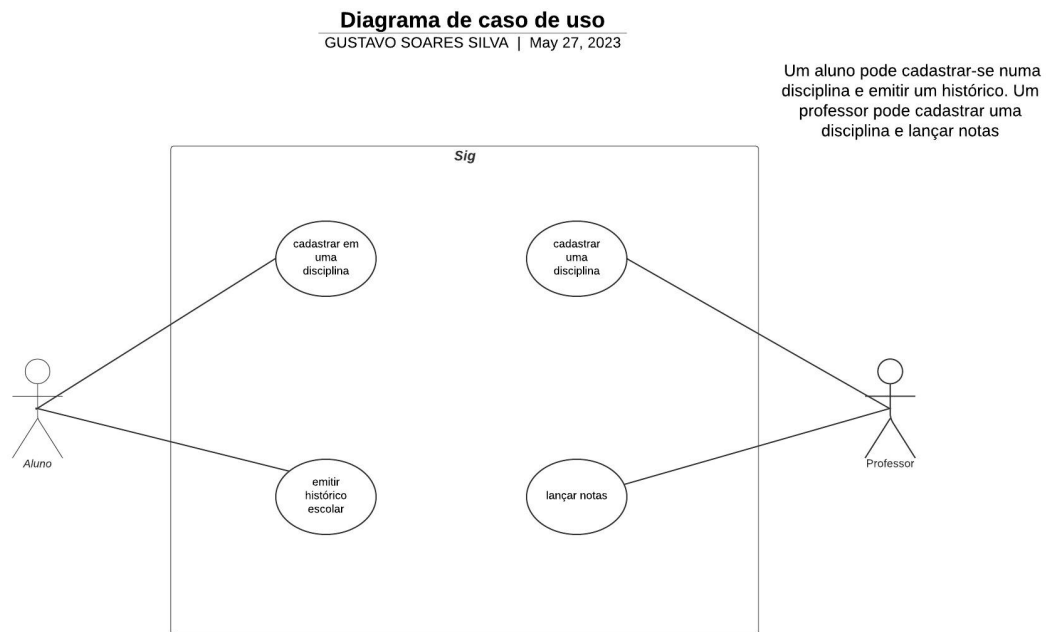 Diagrama de caso de uso
GUSTAVO SOARES SILVA | May 27, 2023
Um aluno pode cadastrar-se numa
disciplina e emitir um histórico. Um
professor pode cadastrar uma
disciplina e lançar notas
Sig
cadastrar em
uma
disciplina
cadastrar
uma
disciplina
Aluno
Professor
emitir
histórico
escolar
lançar notas